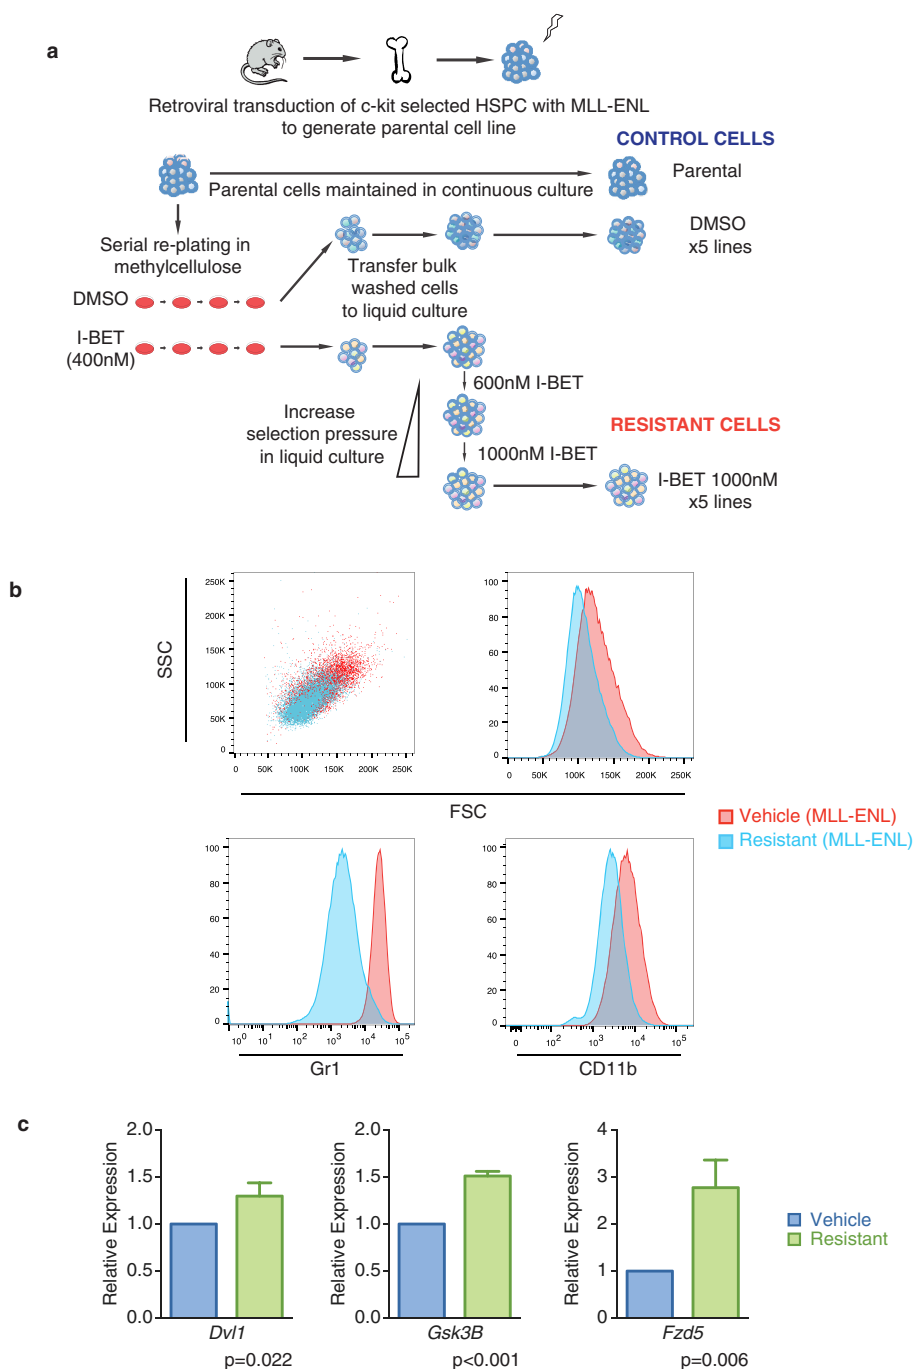 a
Retroviral transduction of c-kit selected HSPC with MLL-ENL
to generate parental cell line
CONTROL CELLS
Parental cells maintained in continuous culture
Parental
Serial re-plating in
methylcellulose
DMSO
Transfer bulk
washed cells
to liquid culture
DMSO
x5 lines
I-BET
(400nM)
600nM I-BET
Increase
selection pressure
in liquid culture
RESISTANT CELLS
1000nM I-BET
I-BET 1000nM
x5 lines
b
SSC
250K
200K
150K
100K
50K
0
0 50K 100K 150K 200K 250K
100
80
60
40
20
0
0 50K 100K 150K 200K 250K
FSC
Vehicle (MLL-ENL)
Resistant (MLL-ENL)
100
80
60
40
20
0
10^0 10^1 10^2 10^3 10^4 10^5
Gr1
100
80
60
40
20
0
0 10^2 10^3 10^4 10^5
CD11b
c
Relative Expression
2.0
1.5
1.0
0.5
0.0
Dvl1
p=0.022
Relative Expression
2.0
1.5
1.0
0.5
0.0
Gsk3B
p<0.001
Relative Expression
4
3
2
1
0
Fzd5
p=0.006
Vehicle
Resistant